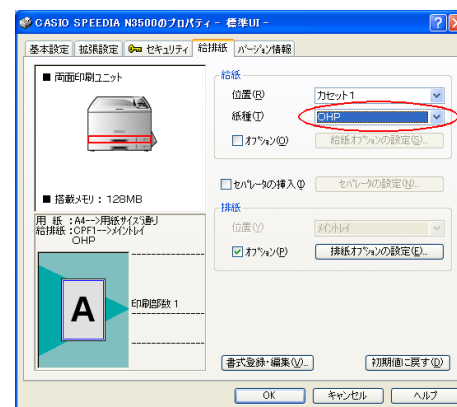 CASIO SPEEDIA N3500のプロパティ - 標準UI -
基本設定 拡張設定 セキュリティ 給排紙 バージョン情報
■ 両面印刷ユニット
■ 搭載メモリ：128MB
用 紙：A4-->用紙サイズ通り
給排紙：CPF1-->メイントレイ
OHP
A
印刷部数 1
給紙
位置(R) カセット1
紙種(T) OHP
オプション(O) 給紙オプションの設定(S)...
セパレータの挿入(I) セパレータの設定(N)...
排紙
位置(Y) メイントレイ
オプション(P) 排紙オプションの設定(E)...
書式登録・編集(V)... 初期値に戻す(D)
OK キャンセル ヘルプ